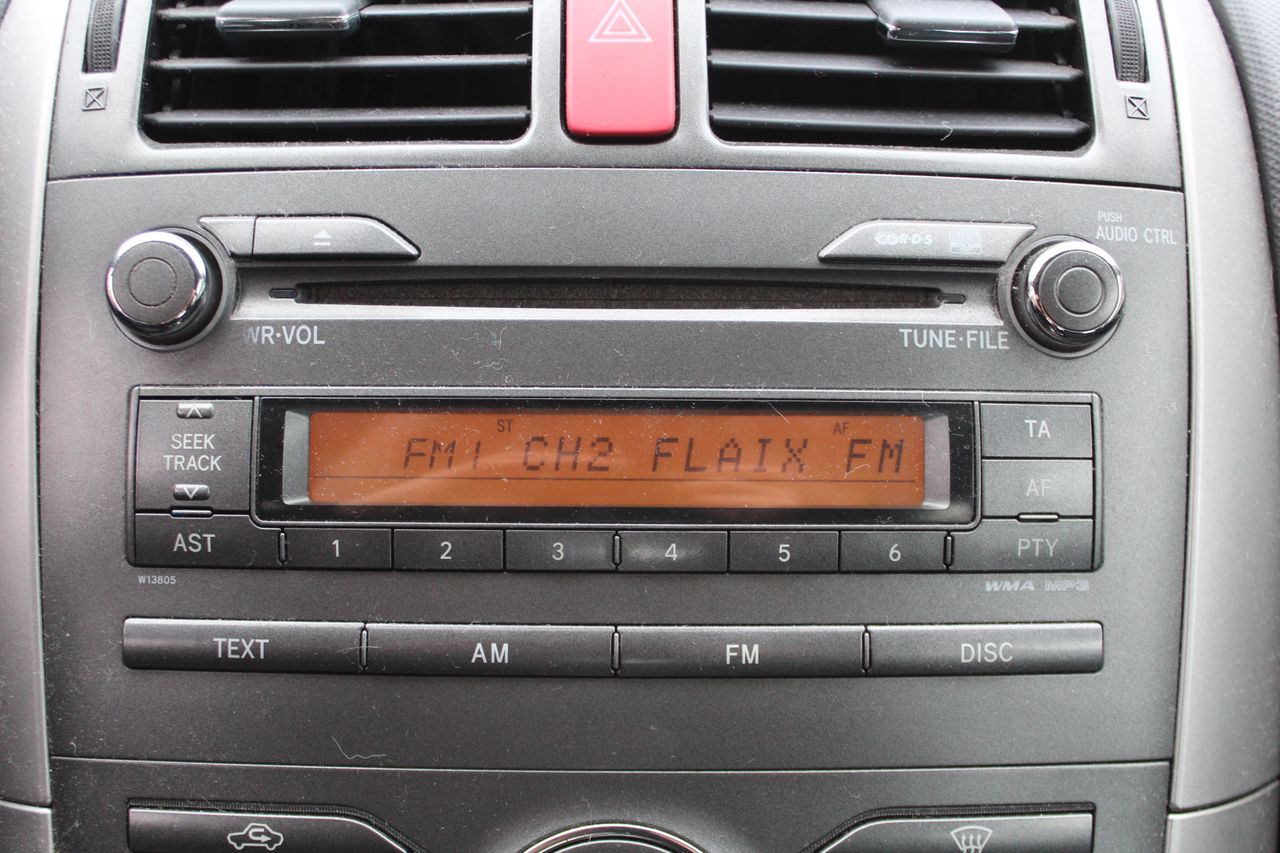 PUSH
AUDIO CTRL
WR·VOL
TUNE·FILE
SEEK
TRACK
ST
AF
FM1 CH2 FLAIX FM
TA
AF
AST
1
2
3
4
5
6
PTY
W13805
WMA MP3
TEXT
AM
FM
DISC